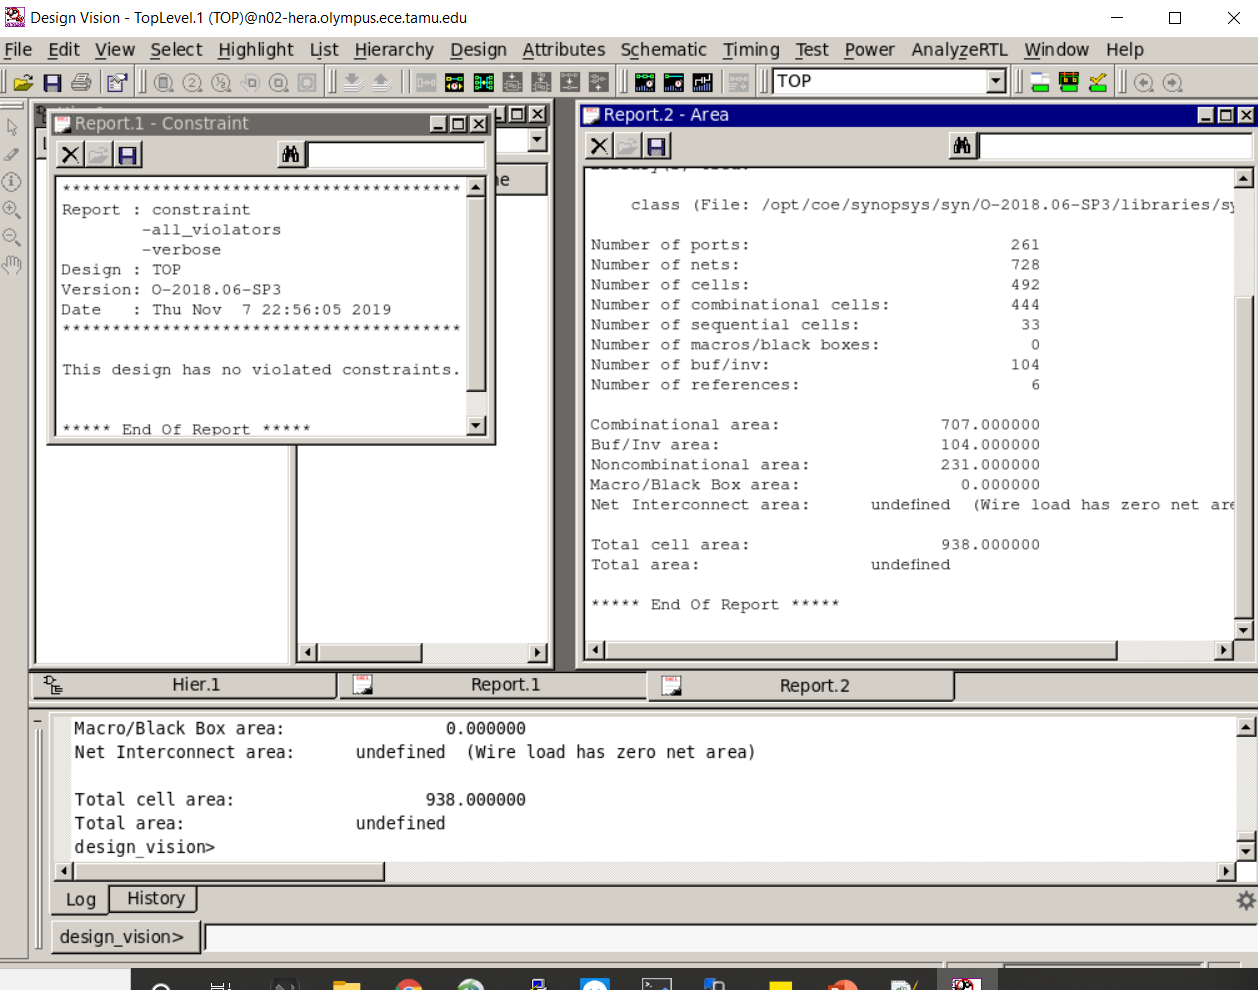 Design Vision - TopLevel.1 (TOP)@n02-hera.olympus.ece.tamu.edu
File Edit View Select Highlight List Hierarchy Design Attributes Schematic Timing Test Power AnalyzeRTL Window Help
TOP
Report.1 - Constraint
****************************************
Report : constraint
-all_violators
-verbose
Design : TOP
Version: O-2018.06-SP3
Date   : Thu Nov  7 22:56:05 2019
****************************************
This design has no violated constraints.
***** End Of Report *****
Report.2 - Area
class (File: /opt/coe/synopsys/syn/O-2018.06-SP3/libraries/sy
Number of ports: 261
Number of nets: 728
Number of cells: 492
Number of combinational cells: 444
Number of sequential cells: 33
Number of macros/black boxes: 0
Number of buf/inv: 104
Number of references: 6
Combinational area: 707.000000
Buf/Inv area: 104.000000
Noncombinational area: 231.000000
Macro/Black Box area: 0.000000
Net Interconnect area: undefined (Wire load has zero net are
Total cell area: 938.000000
Total area: undefined
***** End Of Report *****
Hier.1 Report.1 Report.2
Macro/Black Box area: 0.000000
Net Interconnect area: undefined (Wire load has zero net area)
Total cell area: 938.000000
Total area: undefined
design_vision>
Log History
design_vision>